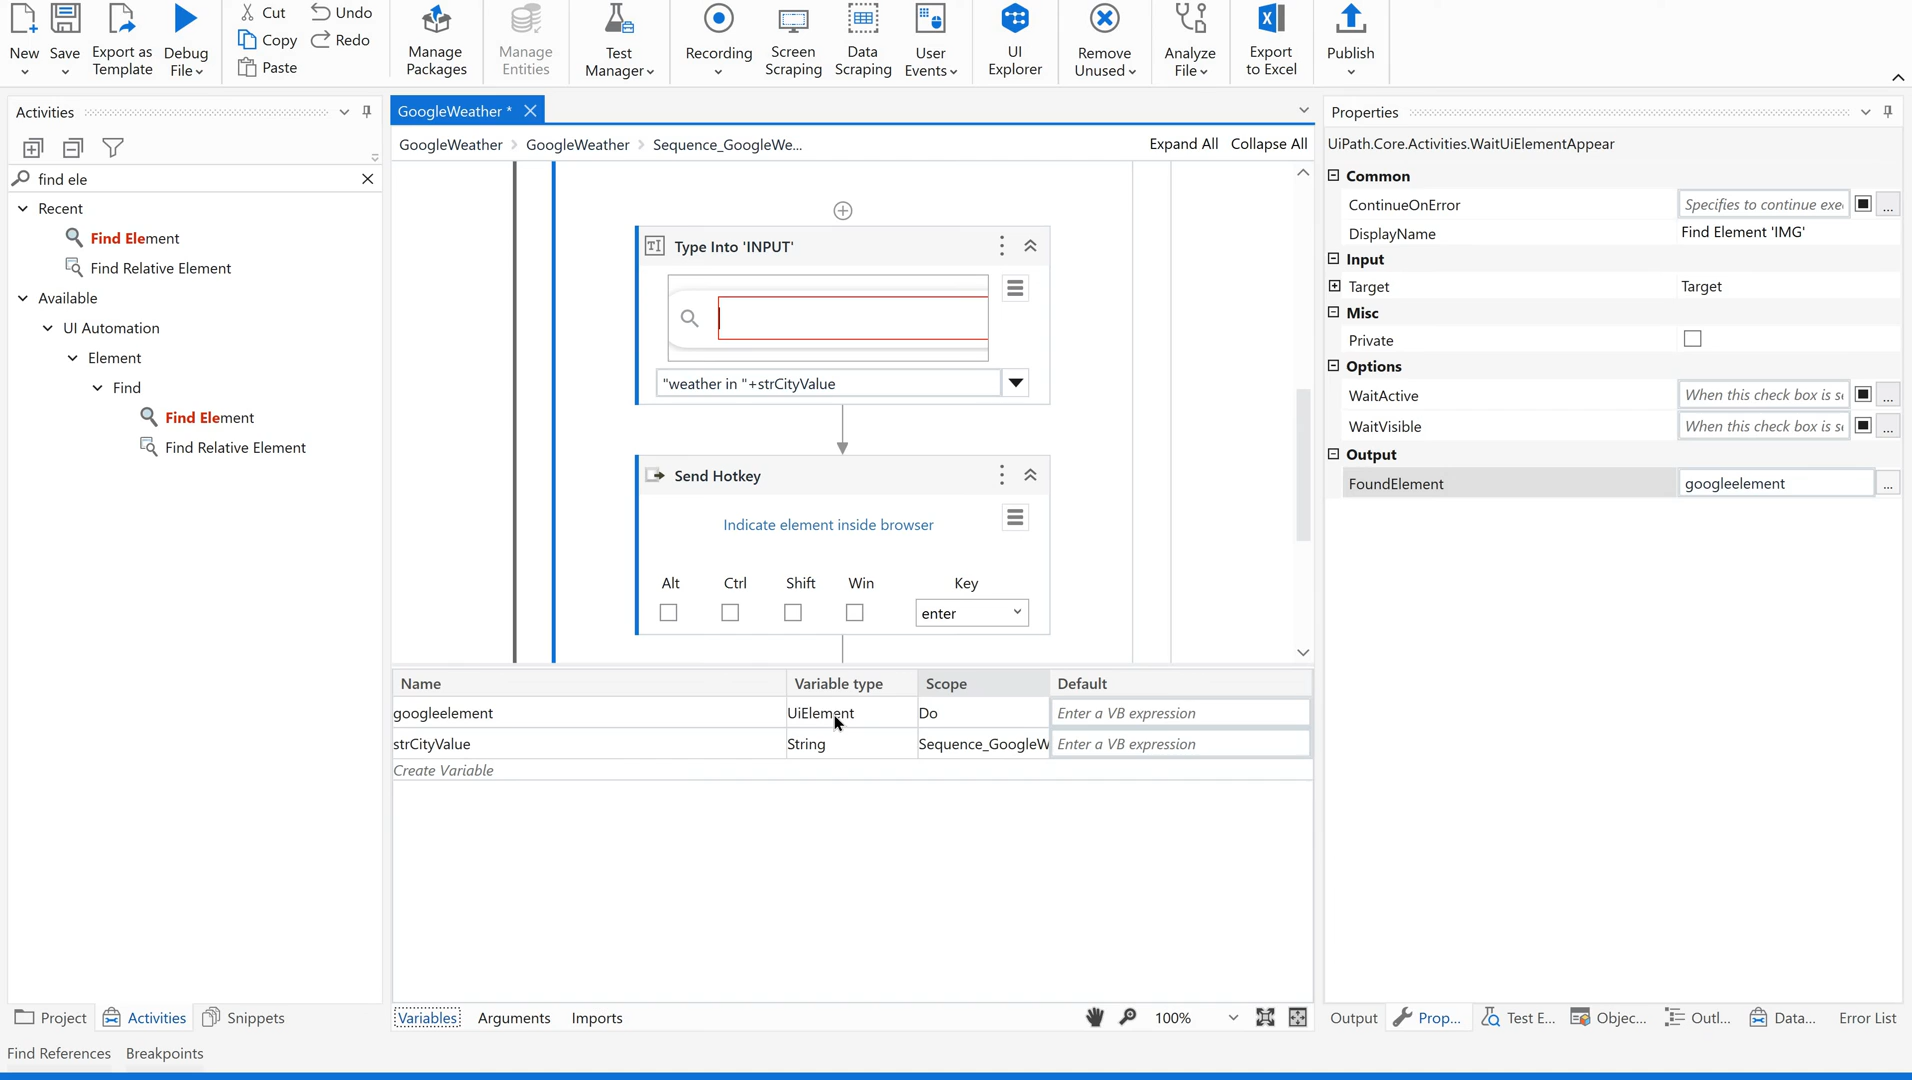 New
Save
Export as Template
Debug File
Cut
Copy
Paste
Undo
Redo
Manage Packages
Manage Entities
Test Manager
Recording
Screen Scraping
Data Scraping
User Events
UI Explorer
Remove Unused
Analyze File
Export to Excel
Publish
Activities
find ele
Recent
Find Element
Find Relative Element
Available
UI Automation
Element
Find
Find Element
Find Relative Element
GoogleWeather *
GoogleWeather > GoogleWeather > Sequence_GoogleWe...
Expand All Collapse All
Type Into 'INPUT'
"weather in "+strCityValue
Send Hotkey
Indicate element inside browser
Alt Ctrl Shift Win Key
enter
Name Variable type Scope Default
googleelement UiElement Do Enter a VB expression
strCityValue String Sequence_GoogleW Enter a VB expression
Create Variable
Variables Arguments Imports 100%
Properties
UiPath.Core.Activities.WaitUiElementAppear
Common
ContinueOnError Specifies to continue exe
DisplayName Find Element 'IMG'
Input
Target Target
Misc
Private
Options
WaitActive When this check box is s
WaitVisible When this check box is s
Output
FoundElement googleelement ...
Project Activities Snippets
Output Prop... Test E... Objec... Outl... Data... Error List
Find References Breakpoints